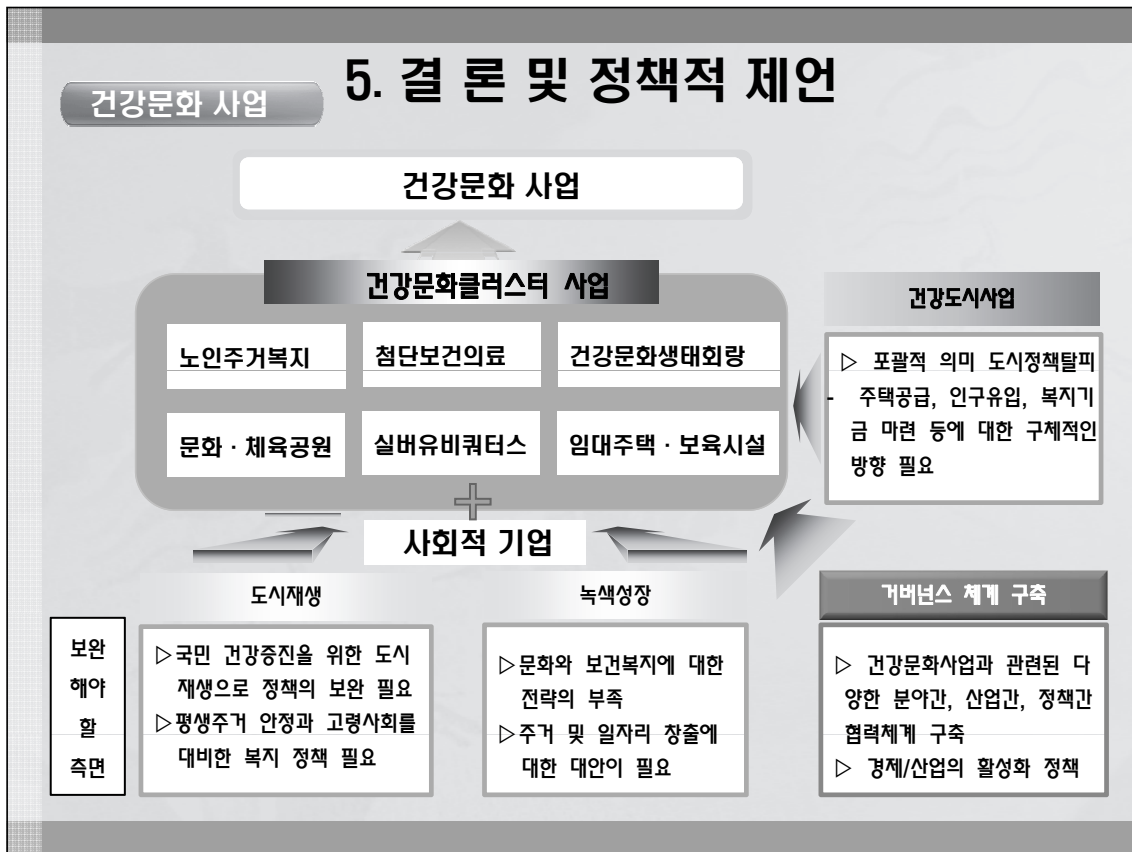 5. 결 론 및 정책적 제언
건강문화 사업
건강문화 사업
건강문화클러스터 사업
노인주거복지
첨단보건의료
건강문화생태회랑
문화 · 체육공원
실버유비쿼터스
임대주택 · 보육시설
사회적 기업
건강도시사업
▷ 포괄적 의미 도시정책탈피
- 주택공급, 인구유입, 복지기
금 마련 등에 대한 구체적인
방향 필요
도시재생
녹색성장
거버넌스 체계 구축
보완
해야
할
측면
▷국민 건강증진을 위한 도시
재생으로 정책의 보완 필요
▷평생주거 안정과 고령사회를
대비한 복지 정책 필요
▷문화와 보건복지에 대한
전략의 부족
▷주거 및 일자리 창출에
대한 대안이 필요
▷ 건강문화사업과 관련된 다
양한 분야간, 산업간, 정책간
협력체계 구축
▷ 경제/산업의 활성화 정책